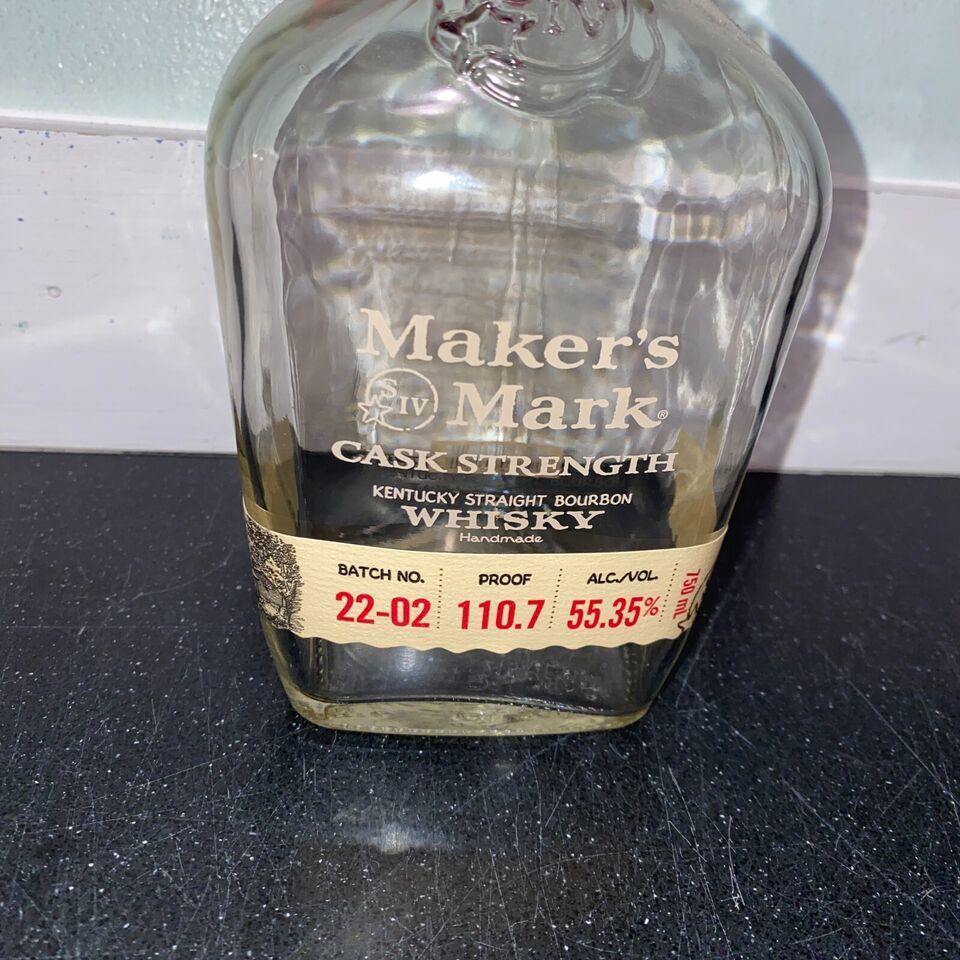 Maker's
S IV Mark®
CASK STRENGTH
KENTUCKY STRAIGHT BOURBON
WHISKY
Handmade
BATCH NO. PROOF ALC./VOL.
22-02 110.7 55.35%
750 mL